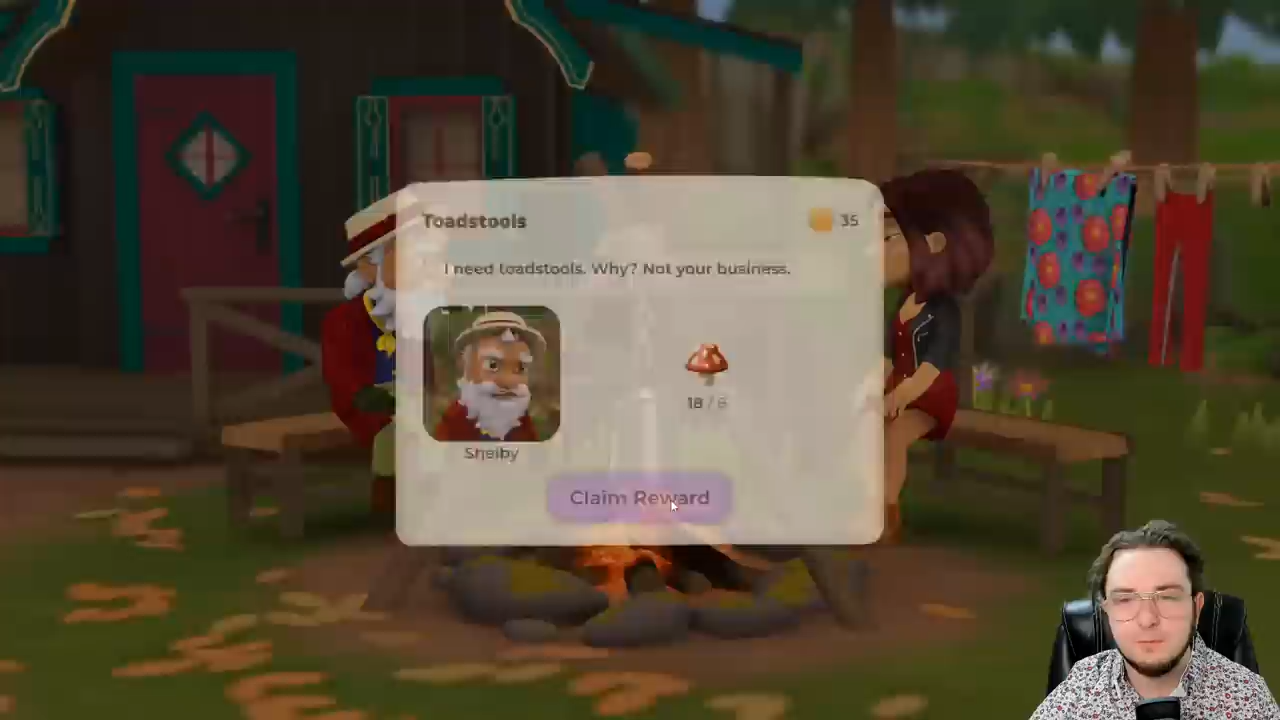 Toadstools
35
I need toadstools. Why? Not your business.
18 / 6
Shelby
Claim Reward